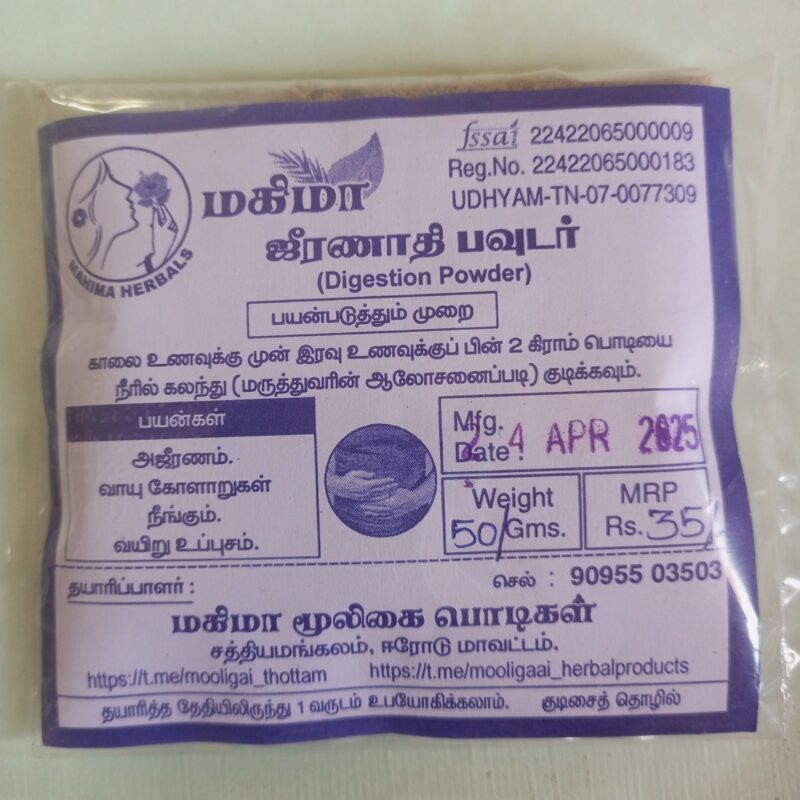 fssai 22422065000009
Reg.No. 22422065000183
UDHYAM-TN-07-0077309
MAHIMA HERBALS
மகிமா
ஜீரணாதி பவுடர்
(Digestion Powder)
பயன்படுத்தும் முறை
காலை உணவுக்கு முன் இரவு உணவுக்குப் பின் 2 கிராம் பொடியை
நீரில் கலந்து (மருத்துவரின் ஆலோசனைப்படி) குடிக்கவும்.
பயன்கள்
அஜீரணம்.
வாயு கோளாறுகள்
நீங்கும்.
வயிறு உப்புசம்.
Mfg.
Date : 24 APR 2025
Weight
50/Gms.
MRP
Rs. 35/
தயாரிப்பாளர் :
செல் : 90955 03503
மகிமா மூலிகை பொடிகள்
சத்தியமங்கலம், ஈரோடு மாவட்டம்.
https://t.me/mooligai_thottam https://t.me/mooligaai_herbalproducts
தயாரித்த தேதியிலிருந்து 1 வருடம் உபயோகிக்கலாம். குடிசைத் தொழில்